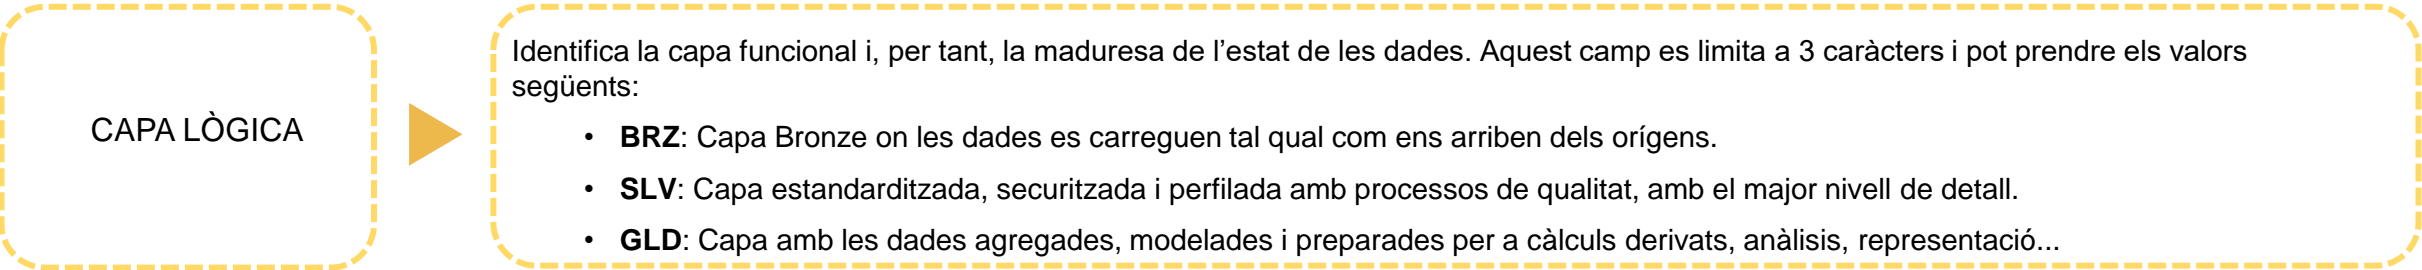 CAPA LÒGICA
Identifica la capa funcional i, per tant, la maduresa de l’estat de les dades. Aquest camp es limita a 3 caràcters i pot prendre els valors
següents:
• BRZ: Capa Bronze on les dades es carreguen tal qual com ens arriben dels orígens.
• SLV: Capa estandarditzada, securitzada i perfilada amb processos de qualitat, amb el major nivell de detall.
• GLD: Capa amb les dades agregades, modelades i preparades per a càlculs derivats, anàlisis, representació...